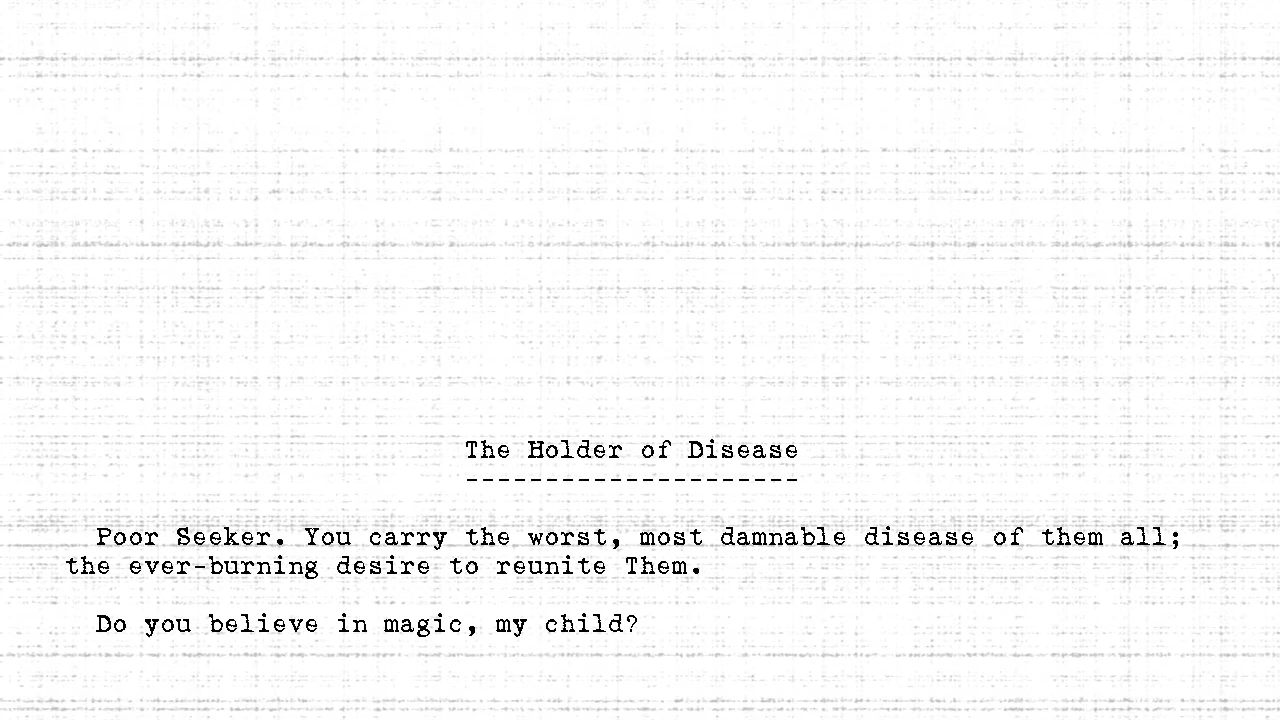 The Holder of Disease
---------------------
Poor Seeker. You carry the worst, most damnable disease of them all;
the ever-burning desire to reunite Them.
Do you believe in magic, my child?